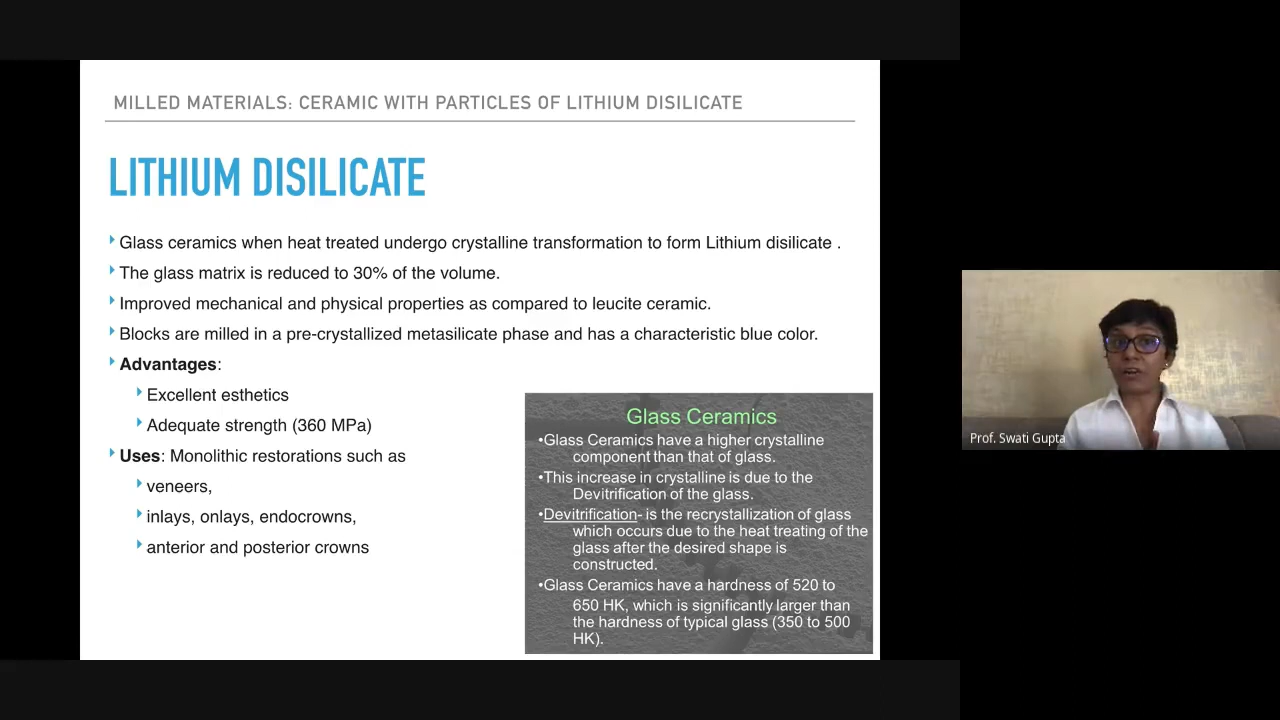 MILLED MATERIALS: CERAMIC WITH PARTICLES OF LITHIUM DISILICATE
LITHIUM DISILICATE
Glass ceramics when heat treated undergo crystalline transformation to form Lithium disilicate .
The glass matrix is reduced to 30% of the volume.
Improved mechanical and physical properties as compared to leucite ceramic.
Blocks are milled in a pre-crystallized metasilicate phase and has a characteristic blue color.
Advantages:
Excellent esthetics
Adequate strength (360 MPa)
Uses: Monolithic restorations such as
veneers,
inlays, onlays, endocrowns,
anterior and posterior crowns
Glass Ceramics
•Glass Ceramics have a higher crystalline
component than that of glass.
•This increase in crystalline is due to the
Devitrification of the glass.
•Devitrification- is the recrystallization of glass
which occurs due to the heat treating of the
glass after the desired shape is
constructed.
•Glass Ceramics have a hardness of 520 to
650 HK, which is significantly larger than
the hardness of typical glass (350 to 500
HK).
Prof. Swati Gupta